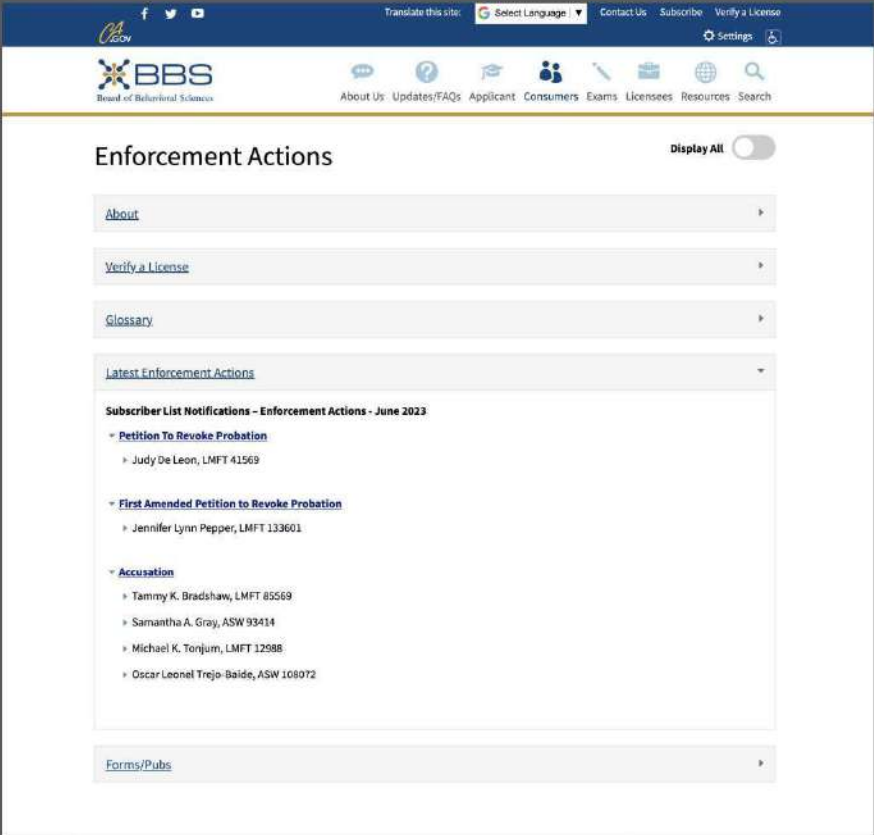 Translate this site: G Select Language ▼ Contact Us Subscribe Verify a License
CA.GOV
Settings
BBS
Board of Behavioral Sciences
About Us Updates/FAQs Applicant Consumers Exams Licensees Resources Search
Enforcement Actions
Display All
About
Verify a License
Glossary
Latest Enforcement Actions
Subscriber List Notifications – Enforcement Actions - June 2023
Petition To Revoke Probation
Judy De Leon, LMFT 41569
First Amended Petition to Revoke Probation
Jennifer Lynn Pepper, LMFT 133601
Accusation
Tammy K. Bradshaw, LMFT 85569
Samantha A. Gray, ASW 93414
Michael K. Tonjum, LMFT 12988
Oscar Leonel Trejo-Baide, ASW 108072
Forms/Pubs